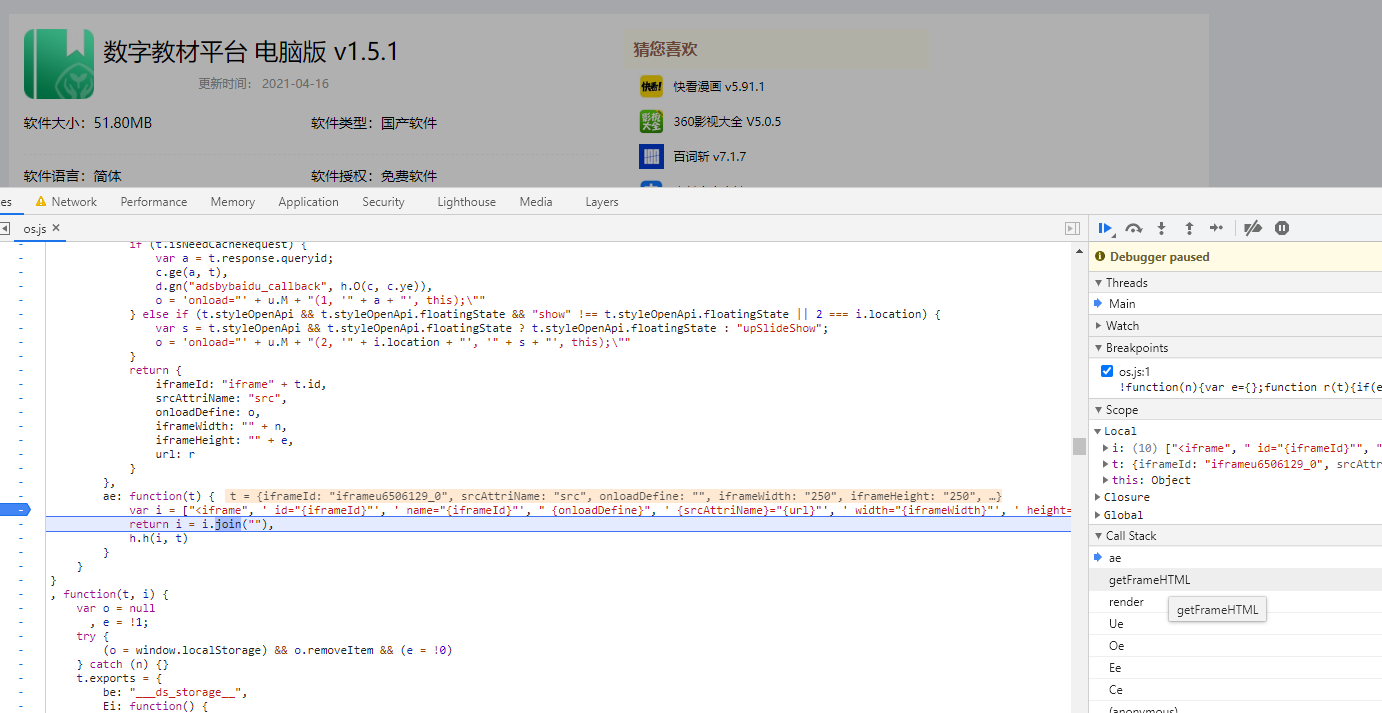 数字教材平台 电脑版 v1.5.1
更新时间： 2021-04-16
软件大小：51.80MB
软件类型：国产软件
软件语言：简体
软件授权：免费软件
猜您喜欢
快看!
快看漫画 v5.91.1
影视大全
360影视大全 V5.0.5
百词斩 v7.1.7
es
Network
Performance
Memory
Application
Security
Lighthouse
Media
Layers
os.js ×
if (t.isNeedCacheRequest) {
var a = t.response.queryid;
c.ge(a, t),
d.gn("adsbybaidu_callback", h.O(c, c.ye)),
o = 'onload="' + u.M + "(1, '" + a + "', this);\""
} else if (t.styleOpenApi && t.styleOpenApi.floatingState && "show" !== t.styleOpenApi.floatingState || 2 === i.location) {
var s = t.styleOpenApi && t.styleOpenApi.floatingState ? t.styleOpenApi.floatingState : "upSlideShow";
o = 'onload="' + u.M + "(2, '" + i.location + "', '" + s + "', this);\""
}
return {
iframeId: "iframe" + t.id,
srcAttriName: "src",
onloadDefine: o,
iframeWidth: "" + n,
iframeHeight: "" + e,
url: r
}
},
ae: function(t) { t = {iframeId: "iframeu6506129_0", srcAttriName: "src", onloadDefine: "", iframeWidth: "250", iframeHeight: "250", …}
var i = ["<iframe", ' id="{iframeId}"', ' name="{iframeId}"', " {onloadDefine}", ' {srcAttriName}="{url}"', ' width="{iframeWidth}"', ' height=
return i = i.join(""),
h.h(i, t)
}
}
}
, function(t, i) {
var o = null
, e = !1;
try {
(o = window.localStorage) && o.removeItem && (e = !0)
} catch (n) {}
t.exports = {
be: "___ds_storage__",
Ei: function() {
Debugger paused
Threads
Main
Watch
Breakpoints
os.js:1
!function(n){var e={};function r(t){if(e
Scope
Local
i: (10) ["<iframe", " id="{iframeId}"", "
t: {iframeId: "iframeu6506129_0", srcAttr
this: Object
Closure
Global
Call Stack
ae
getFrameHTML
render
getFrameHTML
Ue
Oe
Ee
Ce
(anonymous)